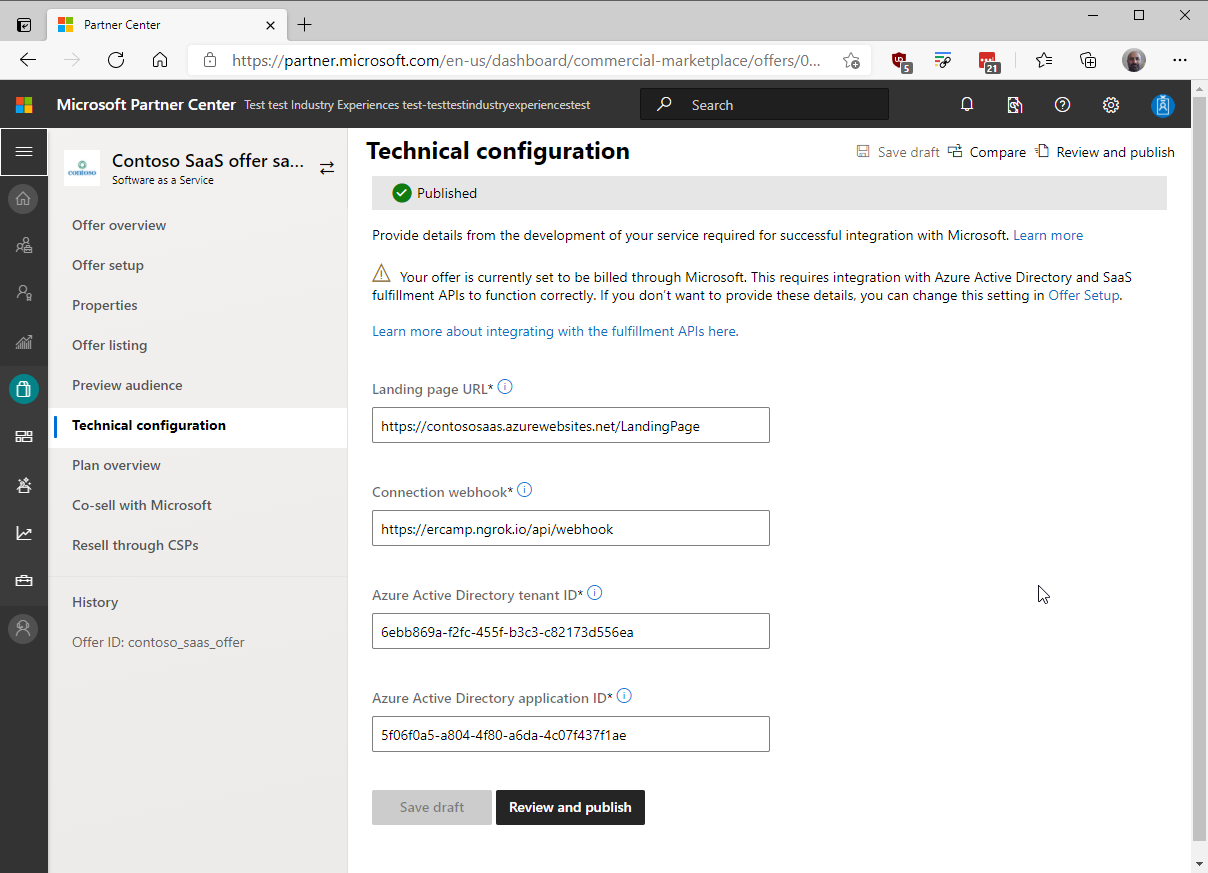 Partner Center
https://partner.microsoft.com/en-us/dashboard/commercial-marketplace/offers/0...
5
21
Microsoft Partner Center
Test test Industry Experiences test-testtestindustryexperiencestest
Search
CONTOSO
Contoso SaaS offer sa...
Software as a Service
Offer overview
Offer setup
Properties
Offer listing
Preview audience
Technical configuration
Plan overview
Co-sell with Microsoft
Resell through CSPs
History
Offer ID: contoso_saas_offer
Technical configuration
Save draft
Compare
Review and publish
Published
Provide details from the development of your service required for successful integration with Microsoft. Learn more
Your offer is currently set to be billed through Microsoft. This requires integration with Azure Active Directory and SaaS
fulfillment APIs to function correctly. If you don't want to provide these details, you can change this setting in Offer Setup.
Learn more about integrating with the fulfillment APIs here.
Landing page URL*
https://contososaas.azurewebsites.net/LandingPage
Connection webhook*
https://ercamp.ngrok.io/api/webhook
Azure Active Directory tenant ID*
6ebb869a-f2fc-455f-b3c3-c82173d556ea
Azure Active Directory application ID*
5f06f0a5-a804-4f80-a6da-4c07f437f1ae
Save draft
Review and publish